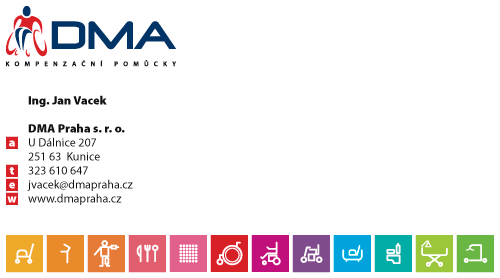 DMA
KOMPENZAČNÍ POMŮCKY
Ing. Jan Vacek
DMA Praha s. r. o.
a U Dálnice 207
251 63 Kunice
t 323 610 647
e jvacek@dmapraha.cz
w www.dmapraha.cz